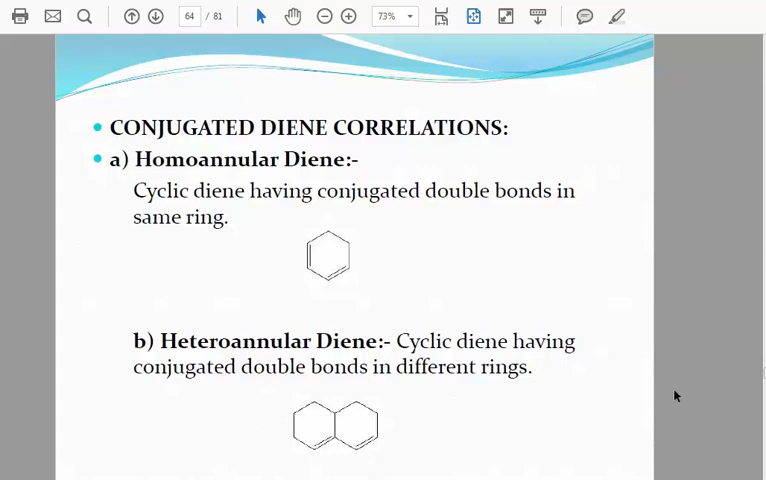 64 / 81
73%
CONJUGATED DIENE CORRELATIONS:
a) Homoannular Diene:-
Cyclic diene having conjugated double bonds in
same ring.
b) Heteroannular Diene:- Cyclic diene having
conjugated double bonds in different rings.